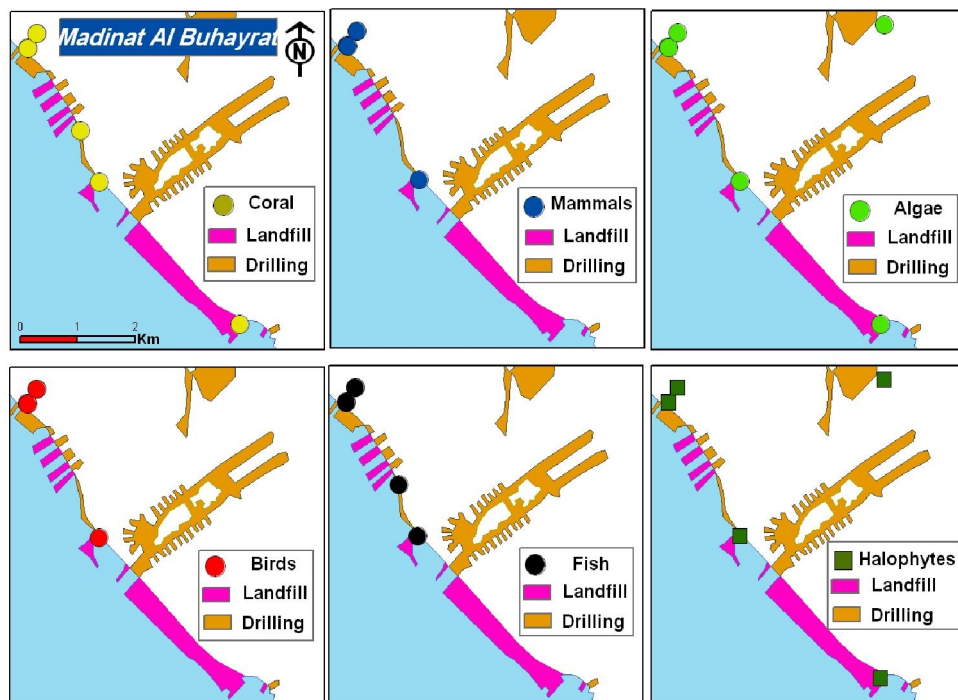 Madinat Al Buhayrat
N
Coral
Landfill
Drilling
0 1 2
Km
Mammals
Landfill
Drilling
Algae
Landfill
Drilling
Birds
Landfill
Drilling
Fish
Landfill
Drilling
Halophytes
Landfill
Drilling